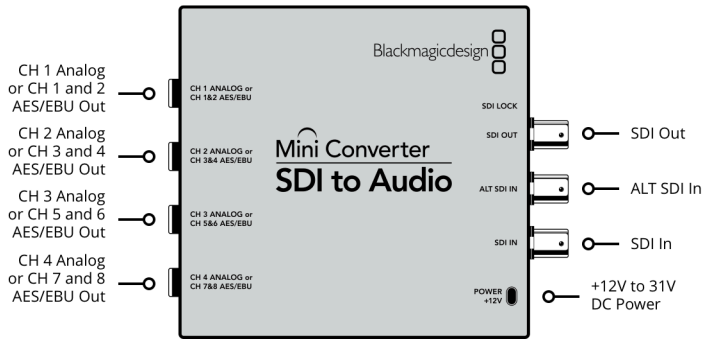 Blackmagicdesign
CH 1 Analog
or CH 1 and 2
AES/EBU Out
CH 1 ANALOG or
CH 1&2 AES/EBU
SDI LOCK
SDI OUT
SDI Out
CH 2 Analog
or CH 3 and 4
AES/EBU Out
CH 2 ANALOG or
CH 3&4 AES/EBU
Mini Converter
SDI to Audio
ALT SDI IN
ALT SDI In
CH 3 Analog
or CH 5 and 6
AES/EBU Out
CH 3 ANALOG or
CH 5&6 AES/EBU
SDI IN
SDI In
CH 4 Analog
or CH 7 and 8
AES/EBU Out
CH 4 ANALOG or
CH 7&8 AES/EBU
POWER
+12V
+12V to 31V
DC Power